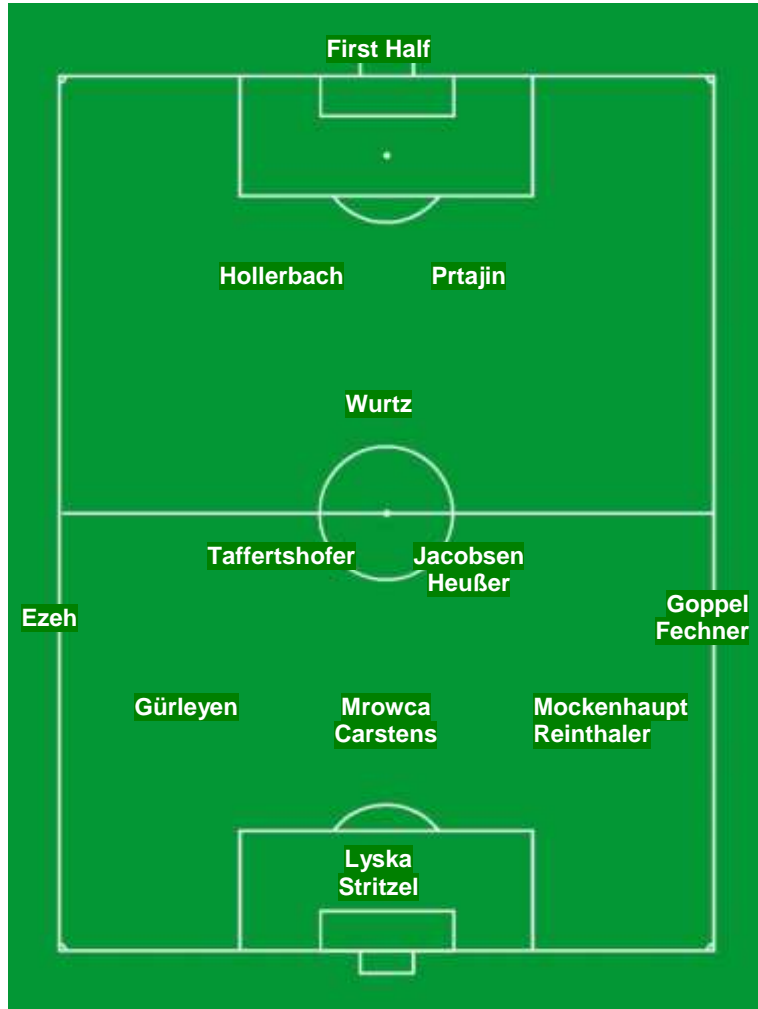 First Half
Hollerbach Prtajin
Wurtz
Taffertshofer Jacobsen
Heußer
Ezeh
Goppel
Fechner
Gürleyen Mrowca Mockenhaupt
Carstens Reinthaler
Lyska
Stritzel